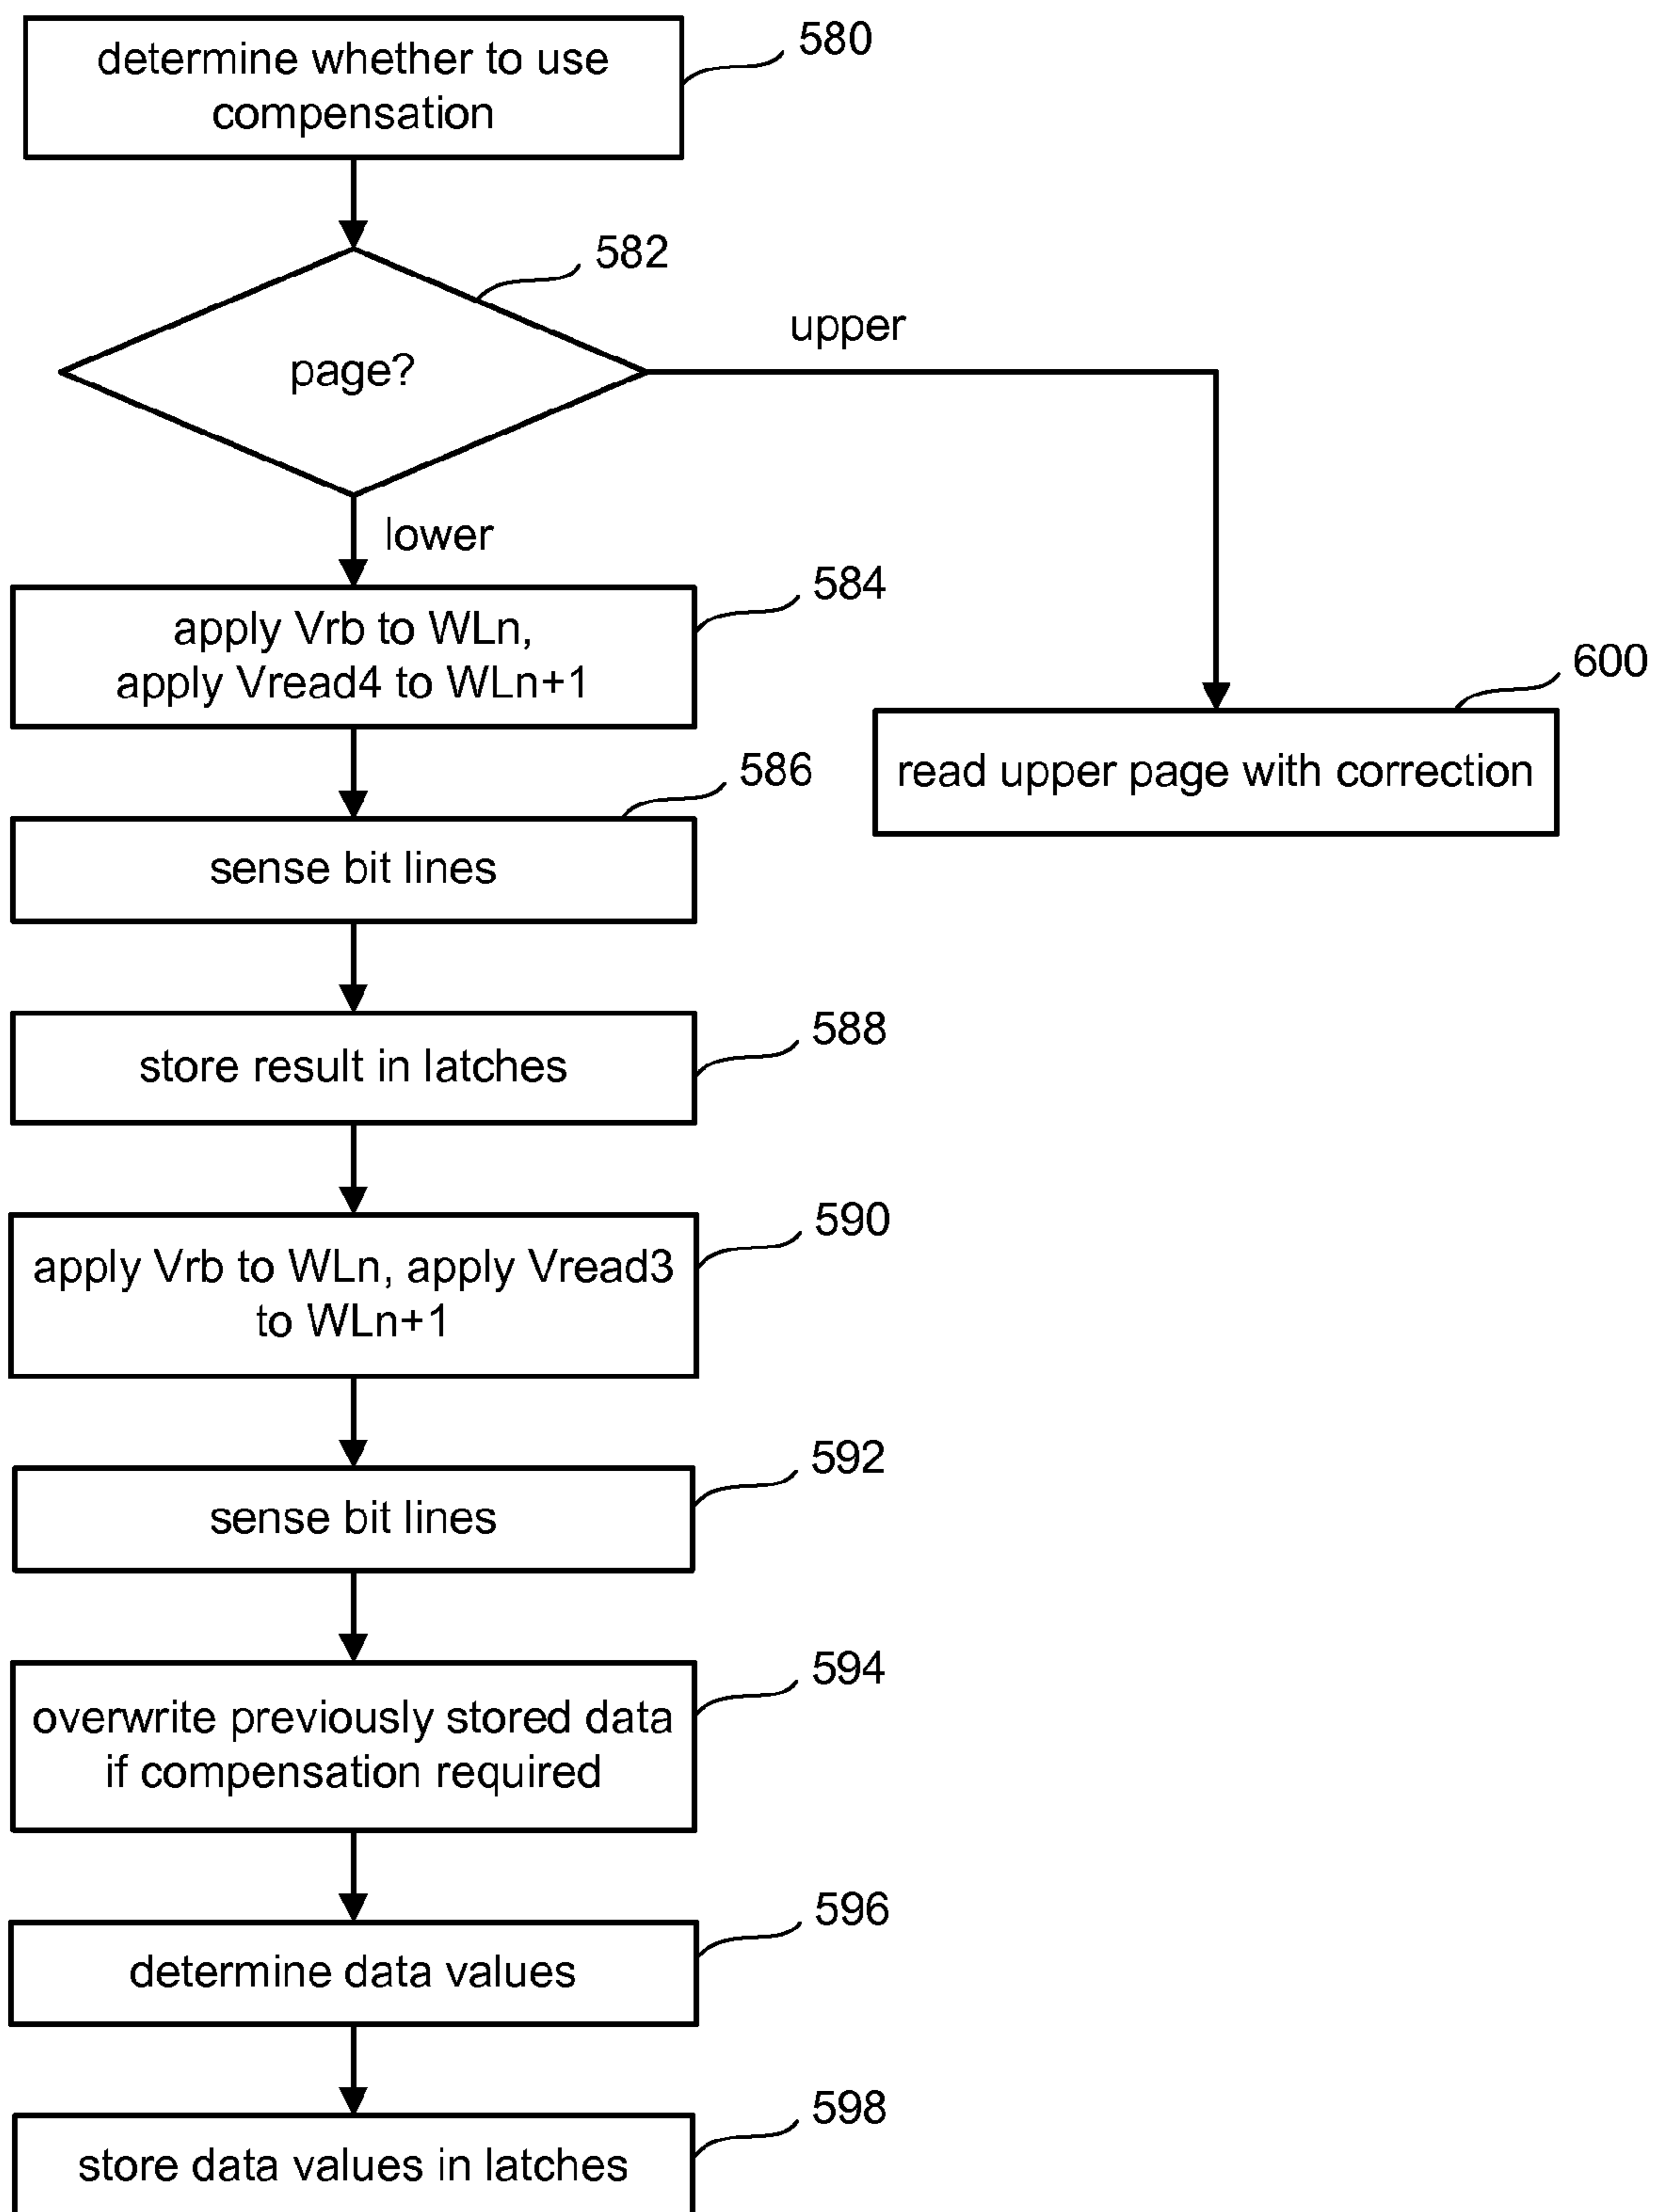 determine whether to use
compensation
580
582
page?
upper
lower
584
apply Vrb to WLn,
apply Vread4 to WLn+1
600
read upper page with correction
586
sense bit lines
588
store result in latches
590
apply Vrb to WLn, apply Vread3
to WLn+1
592
sense bit lines
594
overwrite previously stored data
if compensation required
596
determine data values
598
store data values in latches